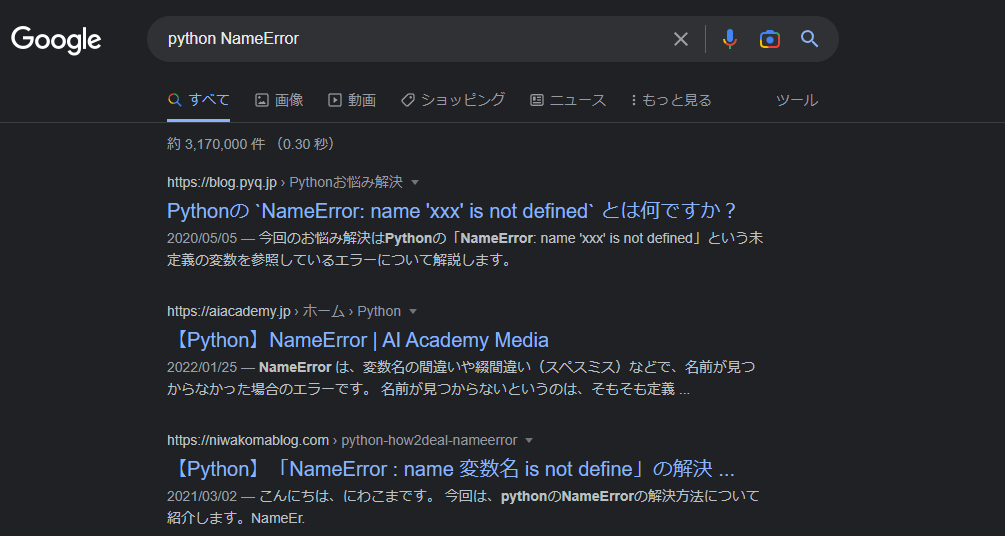 Google
python NameError
すべて 画像 動画 ショッピング ニュース もっと見る ツール
約 3,170,000 件 （0.30 秒）
https://blog.pyq.jp › Pythonお悩み解決
Pythonの `NameError: name 'xxx' is not defined` とは何ですか？
2020/05/05 — 今回のお悩み解決はPythonの「NameError: name 'xxx' is not defined」という未
定義の変数を参照しているエラーについて解説します。
https://aiacademy.jp › ホーム › Python
【Python】NameError | AI Academy Media
2022/01/25 — NameError は、変数名の間違いや綴間違い（スペスミス）などで、名前が見つ
からなかった場合のエラーです。 名前が見つからないというのは、そもそも定義 ...
https://niwakomablog.com › python-how2deal-nameerror
【Python】「NameError : name 変数名 is not define」の解決 ...
2021/03/02 — こんにちは、にわこまです。 今回は、pythonのNameErrorの解決方法について
紹介します。NameEr.